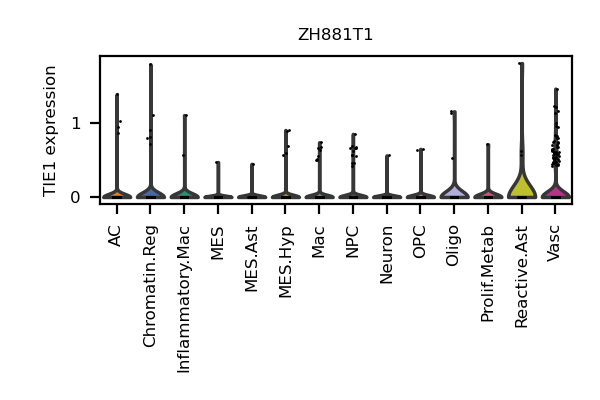 ZH881T1
TIE1 expression
1
0
AC
Chromatin.Reg
Inflammatory.Mac
MES
MES.Ast
MES.Hyp
Mac
NPC
Neuron
OPC
Oligo
Prolif.Metab
Reactive.Ast
Vasc